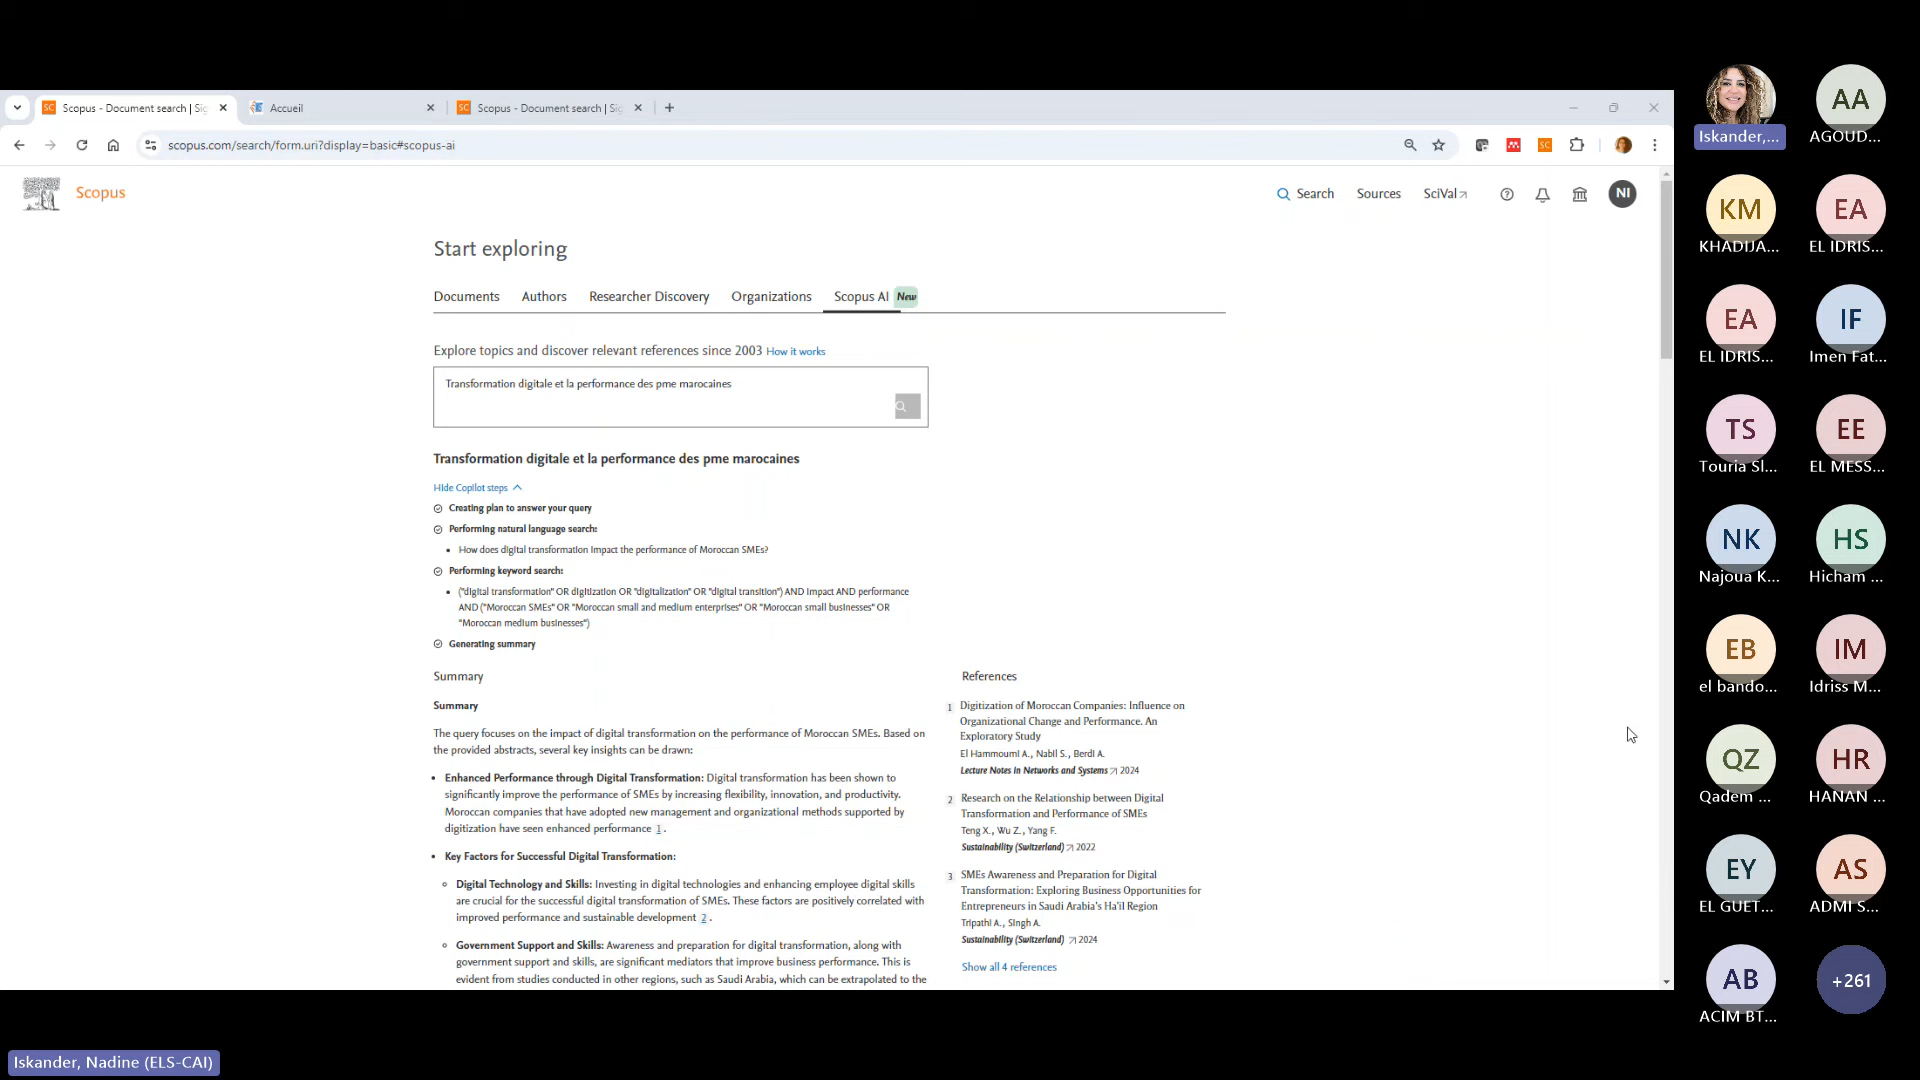 Scopus - Document search | Sig
Accueil
Scopus - Document search | Sig
scopus.com/search/form.uri?display=basic#scopus-ai
Scopus
Search
Sources
SciVal
NI
Start exploring
Documents
Authors
Researcher Discovery
Organizations
Scopus AI
New
Explore topics and discover relevant references since 2003 How it works
Transformation digitale et la performance des pme marocaines
Transformation digitale et la performance des pme marocaines
Hide Copilot steps
Creating plan to answer your query
Performing natural language search:
• How does digital transformation impact the performance of Moroccan SMEs?
Performing keyword search:
• ("digital transformation" OR digitization OR "digitalization" OR "digital transition") AND impact AND performance
AND ("Moroccan SMEs" OR "Moroccan small and medium enterprises" OR "Moroccan small businesses" OR
"Moroccan medium businesses")
Generating summary
Summary
Summary
The query focuses on the impact of digital transformation on the performance of Moroccan SMEs. Based on
the provided abstracts, several key insights can be drawn:
• Enhanced Performance through Digital Transformation: Digital transformation has been shown to
significantly improve the performance of SMEs by increasing flexibility, innovation, and productivity.
Moroccan companies that have adopted new management and organizational methods supported by
digitization have seen enhanced performance 1 .
• Key Factors for Successful Digital Transformation:
Digital Technology and Skills: Investing in digital technologies and enhancing employee digital skills
are crucial for the successful digital transformation of SMEs. These factors are positively correlated with
improved performance and sustainable development 2 .
Government Support and Skills: Awareness and preparation for digital transformation, along with
government support and skills, are significant mediators that improve business performance. This is
evident from studies conducted in other regions, such as Saudi Arabia, which can be extrapolated to the
References
1 Digitization of Moroccan Companies: Influence on
Organizational Change and Performance. An
Exploratory Study
El Hammoumi A., Nabil S., Berdi A.
Lecture Notes in Networks and Systems 2024
2 Research on the Relationship between Digital
Transformation and Performance of SMEs
Teng X., Wu Z., Yang F.
Sustainability (Switzerland) 2022
3 SMEs Awareness and Preparation for Digital
Transformation: Exploring Business Opportunities for
Entrepreneurs in Saudi Arabia's Ha'il Region
Tripathi A., Singh A.
Sustainability (Switzerland) 2024
Show all 4 references
Iskander,...
AA
AGOUD...
KM
KHADIJA...
EA
EL IDRIS...
EA
EL IDRIS...
IF
Imen Fat...
TS
Touria Sl...
EE
EL MESS...
NK
Najoua K...
HS
Hicham ...
EB
el bando...
IM
Idriss M...
QZ
Qadem ...
HR
HANAN ...
EY
EL GUET...
AS
ADMI S...
AB
ACIM BT...
+261
Iskander, Nadine (ELS-CAI)